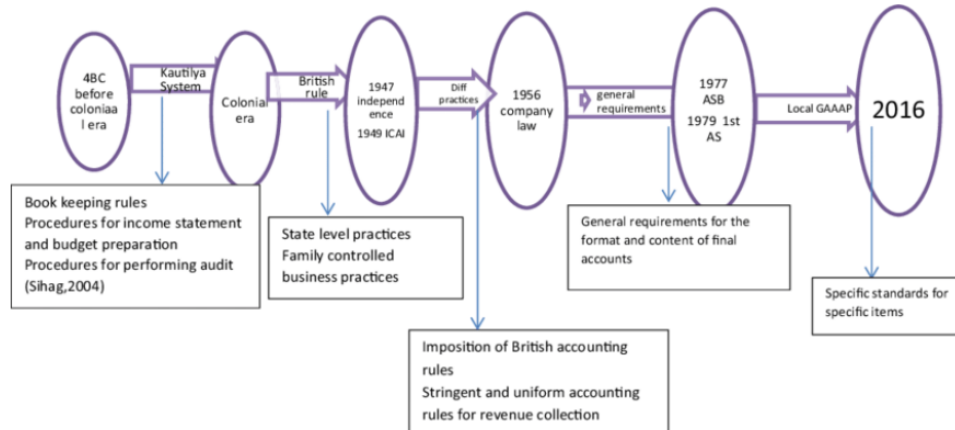 4BC
before
coloniaa
l era
Kautilya
System
Colonial
era
British
rule
1947
independ
ence
1949 ICAI
Diff
practices
1956
company
law
general
requirements
1977
ASB
1979 1st
AS
Local GAAAP
2016
Book keeping rules
Procedures for income statement
and budget preparation
Procedures for performing audit
(Sihag,2004)
State level practices
Family controlled
business practices
Imposition of British accounting
rules
Stringent and uniform accounting
rules for revenue collection
General requirements for the
format and content of final
accounts
Specific standards for
specific items